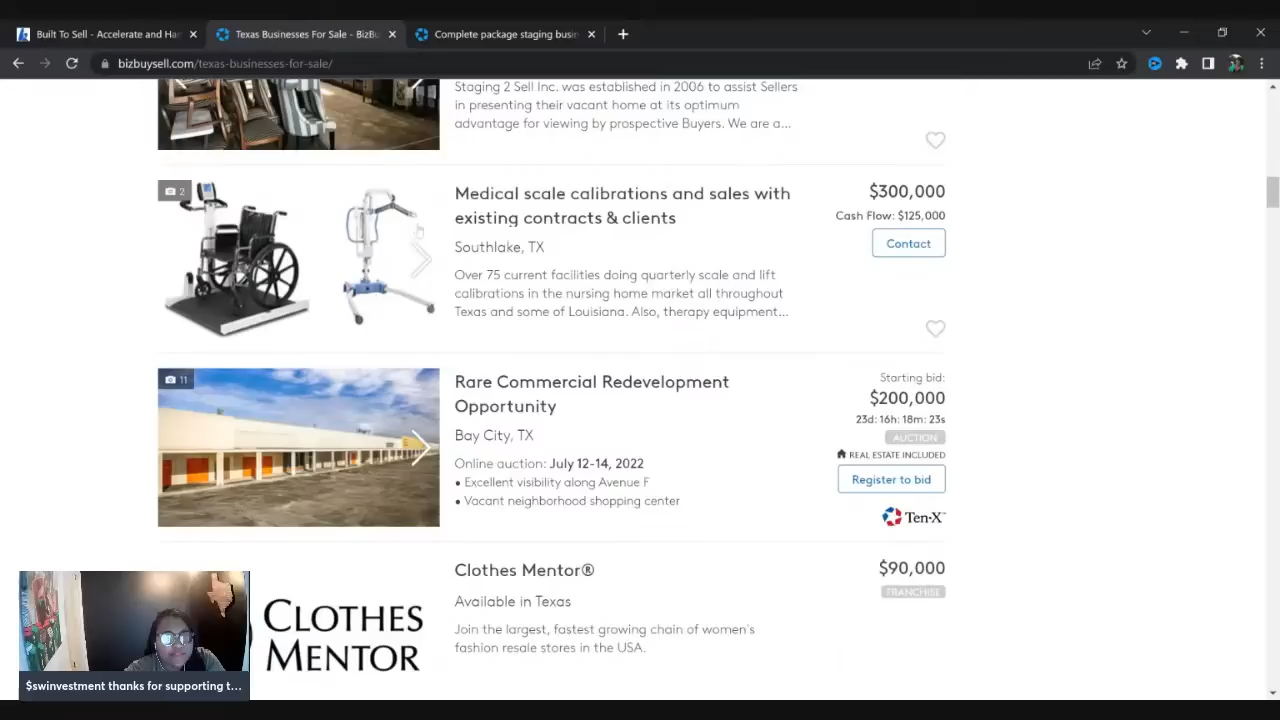 Built To Sell - Accelerate and Har
Texas Businesses For Sale - BizBu
Complete package staging busin
bizbuysell.com/texas-businesses-for-sale/
Staging 2 Sell Inc. was established in 2006 to assist Sellers
in presenting their vacant home at its optimum
advantage for viewing by prospective Buyers. We are a...
2
Medical scale calibrations and sales with
existing contracts & clients
$300,000
Cash Flow: $125,000
Contact
Southlake, TX
Over 75 current facilities doing quarterly scale and lift
calibrations in the nursing home market all throughout
Texas and some of Louisiana. Also, therapy equipment...
11
Rare Commercial Redevelopment
Opportunity
Starting bid:
$200,000
23d: 16h: 18m: 23s
AUCTION
Bay City, TX
REAL ESTATE INCLUDED
Online auction: July 12-14, 2022
• Excellent visibility along Avenue F
• Vacant neighborhood shopping center
Register to bid
Ten-X
Clothes Mentor®
$90,000
FRANCHISE
Available in Texas
Join the largest, fastest growing chain of women's
fashion resale stores in the USA.
CLOTHES
MENTOR
$swinvestment thanks for supporting t...